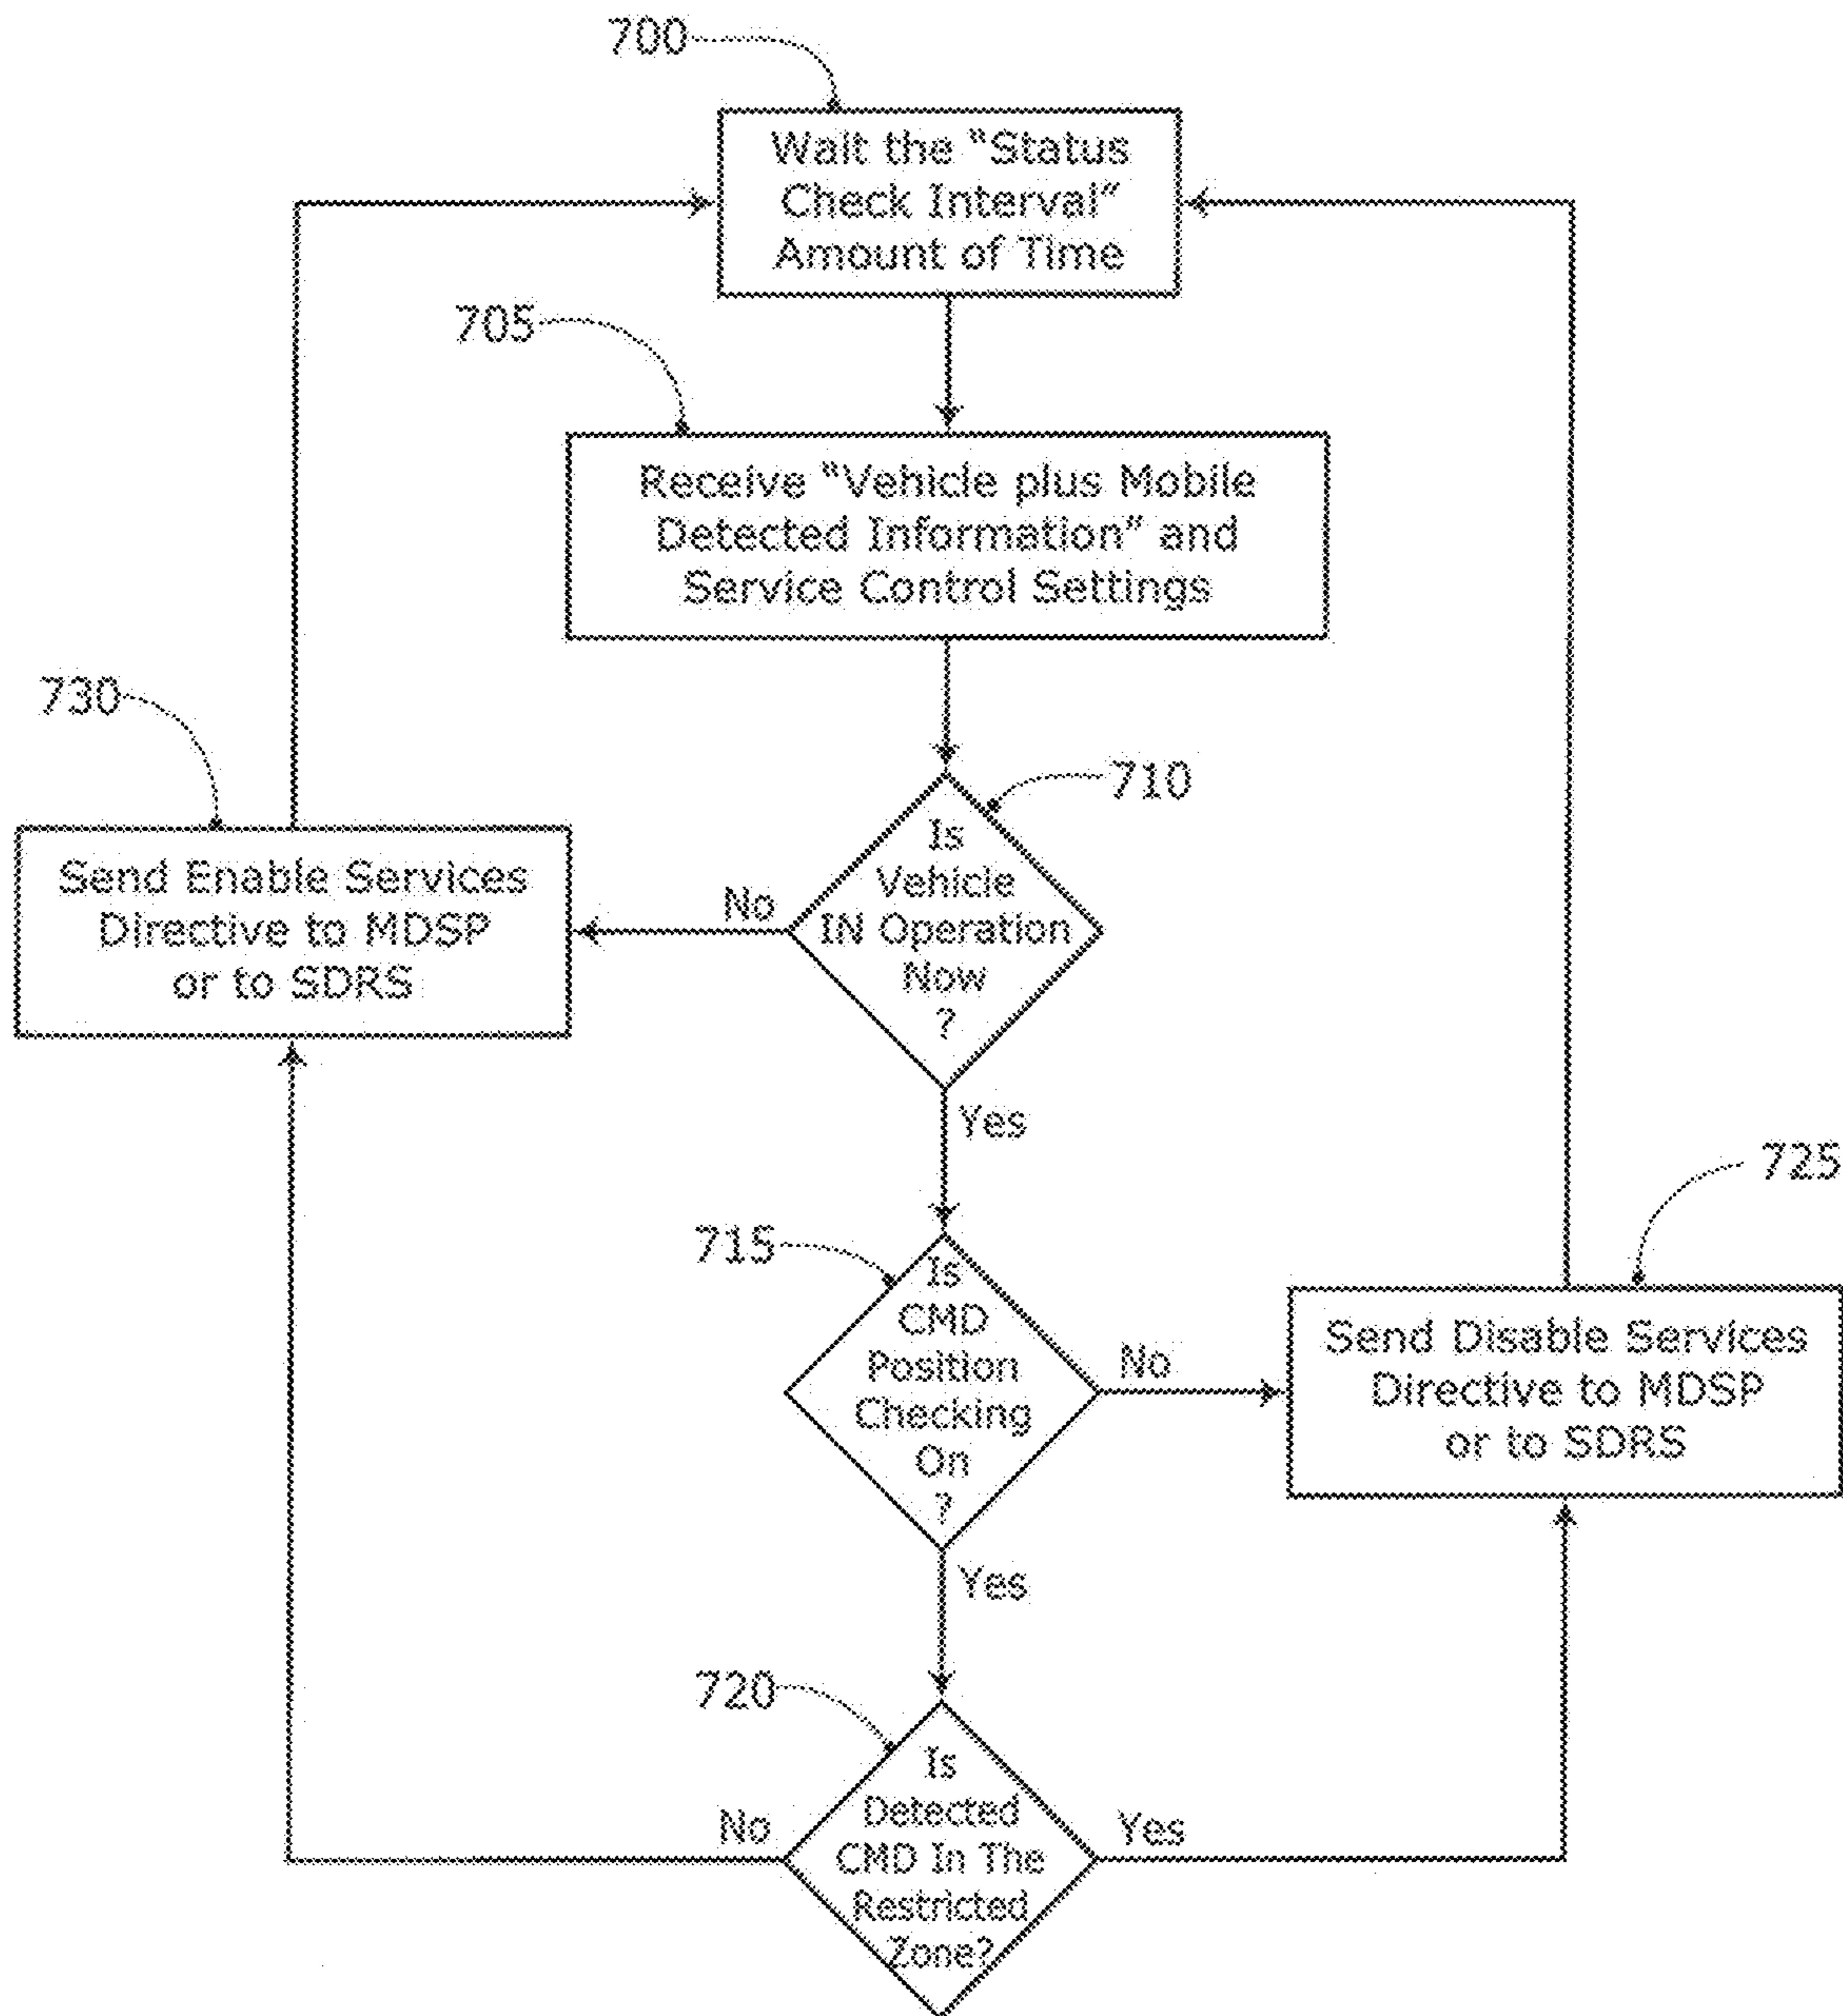 700
Wait the "Status
Check Interval"
Amount of Time
705
Receive "Vehicle plus Mobile
Detected Information" and
Service Control Settings
730
710
Send Enable Services
Directive to MDSP
or to SDRS
No
Is
Vehicle
IN Operation
Now
?
Yes
725
715
Is
CMD
Position
Checking
On
?
No
Send Disable Services
Directive to MDSP
or to SDRS
Yes
720
Is
Detected
CMD In The
Restricted
Zone?
No
Yes